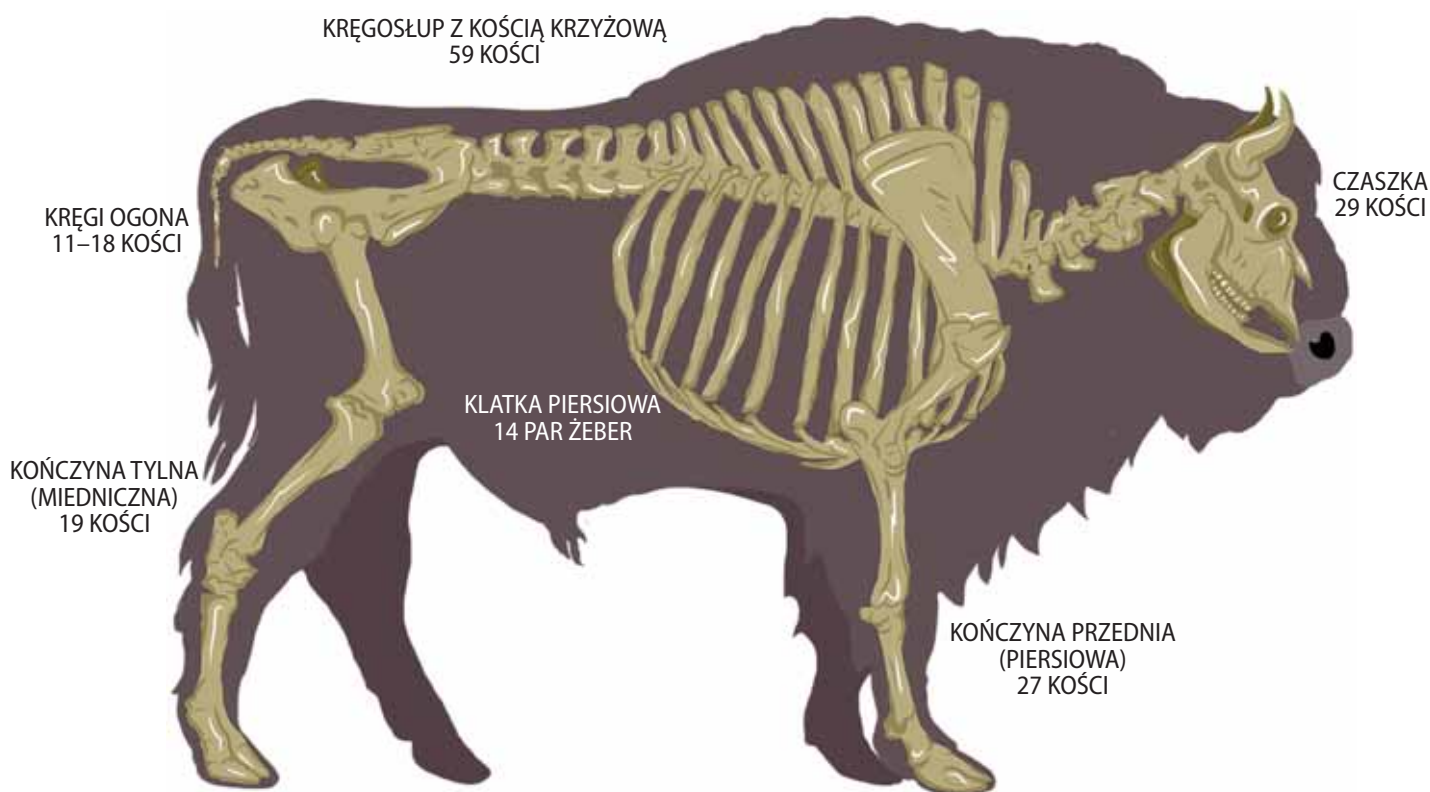 KRĘGOSŁUP Z KOŚCIĄ KRZYŻOWĄ
59 KOŚCI
CZASZKA
29 KOŚCI
KRĘGI OGONA
11–18 KOŚCI
KLATKA PIERSIOWA
14 PAR ŻEBER
KOŃCZYNA TYLNA
(MIEDNICZNA)
19 KOŚCI
KOŃCZYNA PRZEDNIA
(PIERSIOWA)
27 KOŚCI